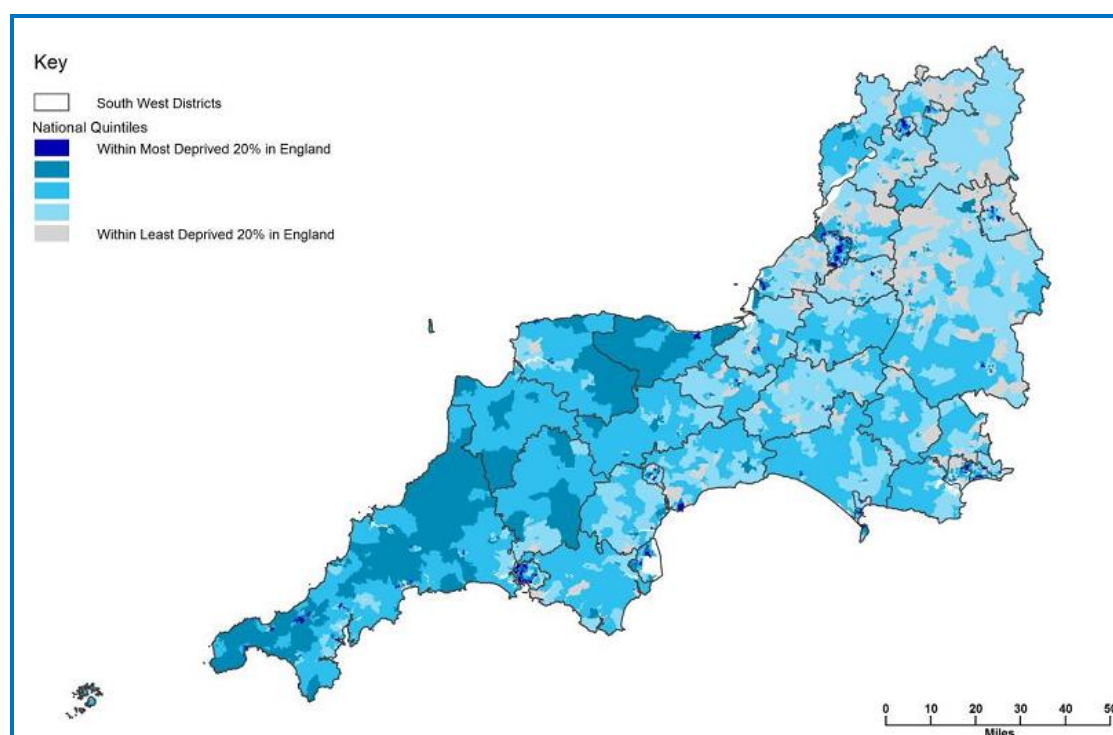 Key
South West Districts
National Quintiles
Within Most Deprived 20% in England
Within Least Deprived 20% in England
0 10 20 30 40 50
Miles